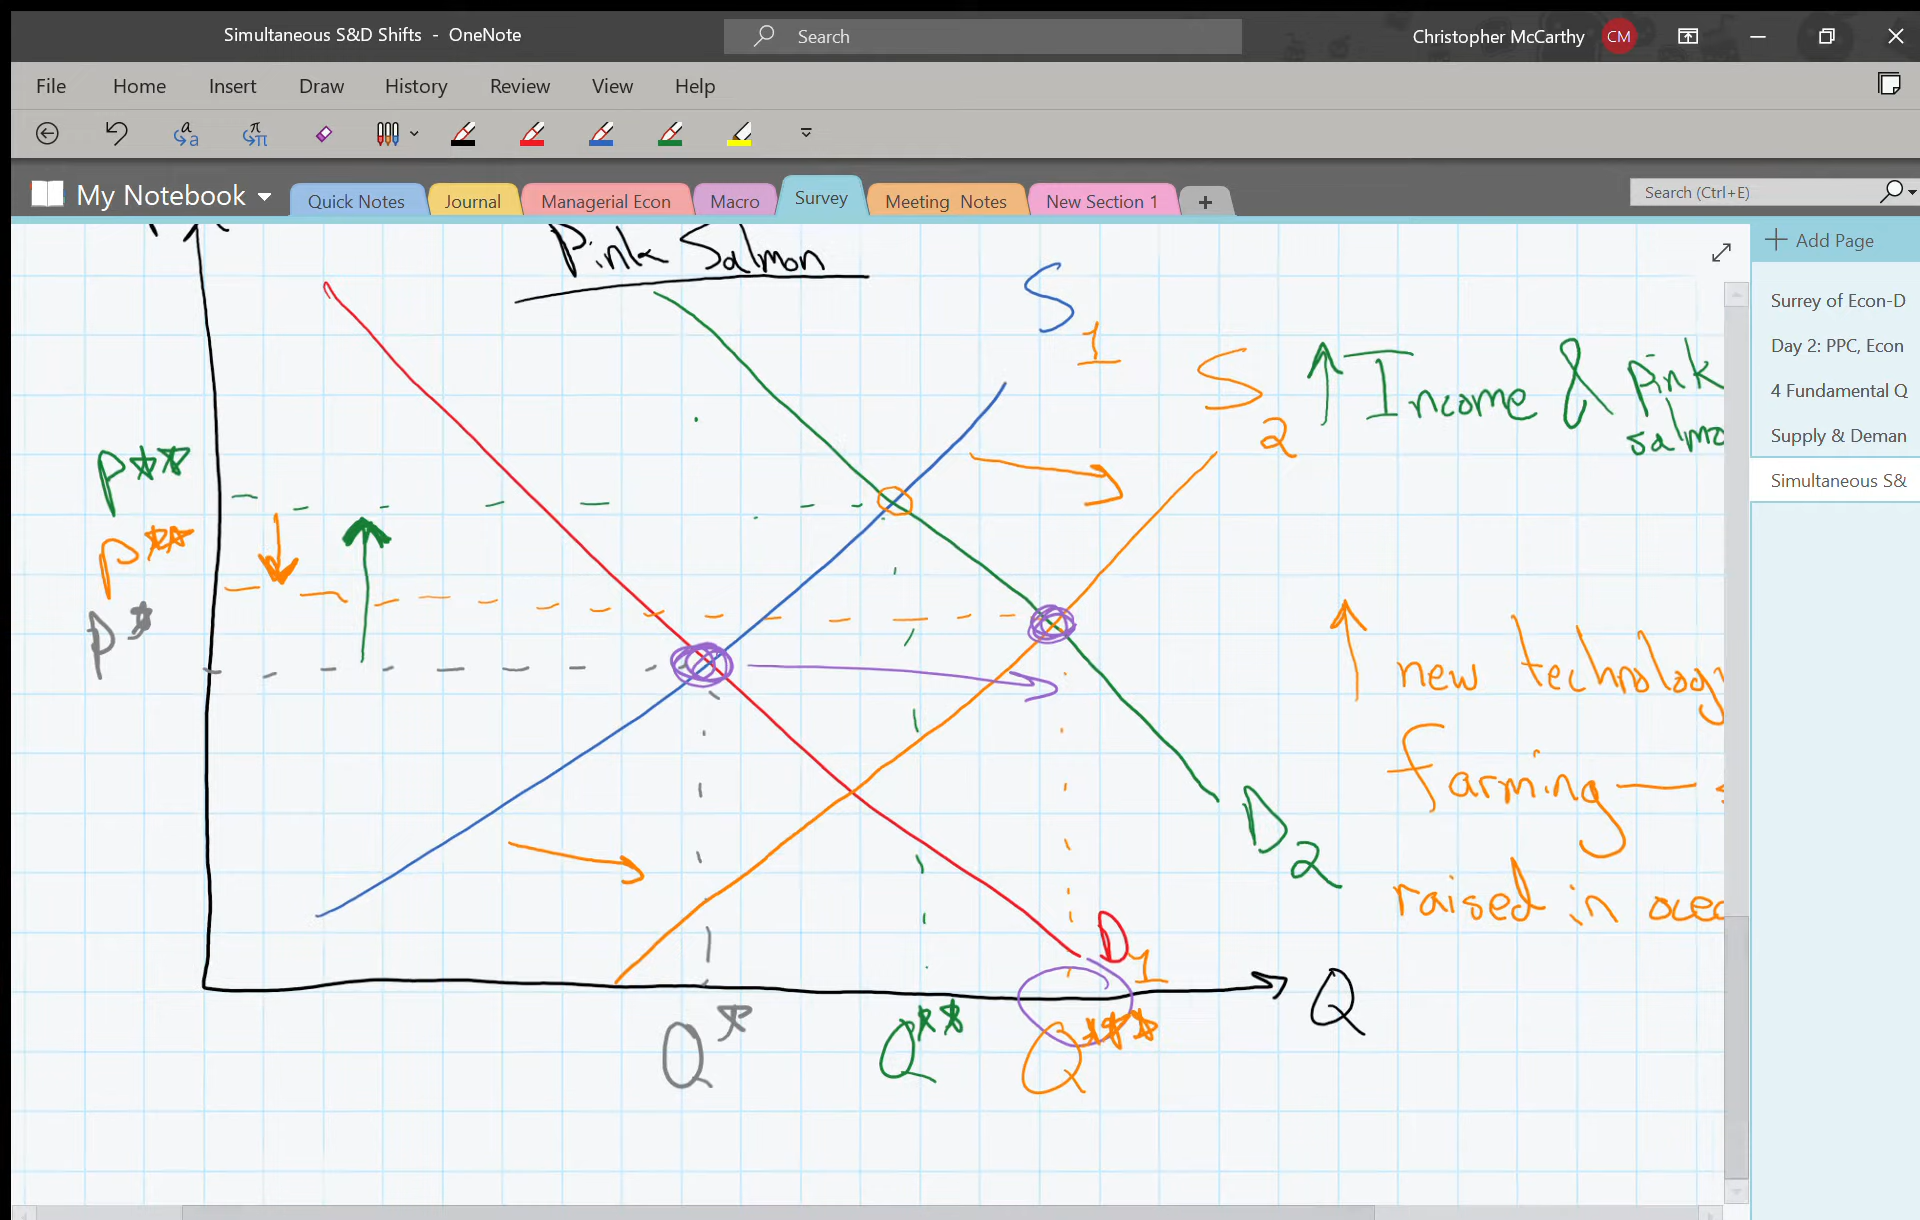 Simultaneous S&D Shifts - OneNote
Search
Christopher McCarthy CM
File Home Insert Draw History Review View Help
My Notebook
Quick Notes Journal Managerial Econ Macro Survey Meeting Notes New Section 1 +
Search (Ctrl+E)
Add Page
Surrey of Econ-D
Day 2: PPC, Econ
4 Fundamental Q
Supply & Deman
Simultaneous S&
Pink Salmon
S1
S2
↑ Income & pink
salmo
P**
P**
P*
↑ new technology
farming —
raised in ocea
D2
D1
Q
Q* Q** Q***